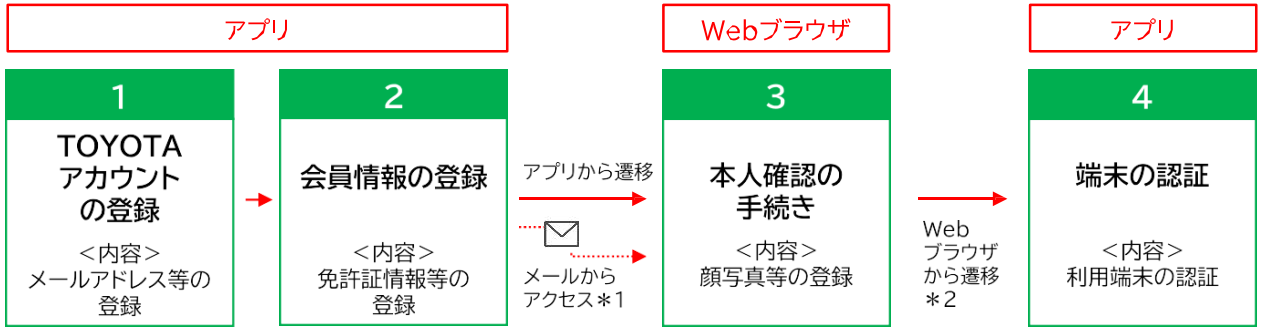 アプリ
Webブラウザ
アプリ
1
TOYOTA
アカウント
の登録
＜内容＞
メールアドレス等の
登録
2
会員情報の登録
＜内容＞
免許証情報等の
登録
アプリから遷移
メールから
アクセス＊1
3
本人確認の
手続き
＜内容＞
顔写真等の登録
Web
ブラウザ
から遷移
＊2
4
端末の認証
＜内容＞
利用端末の認証